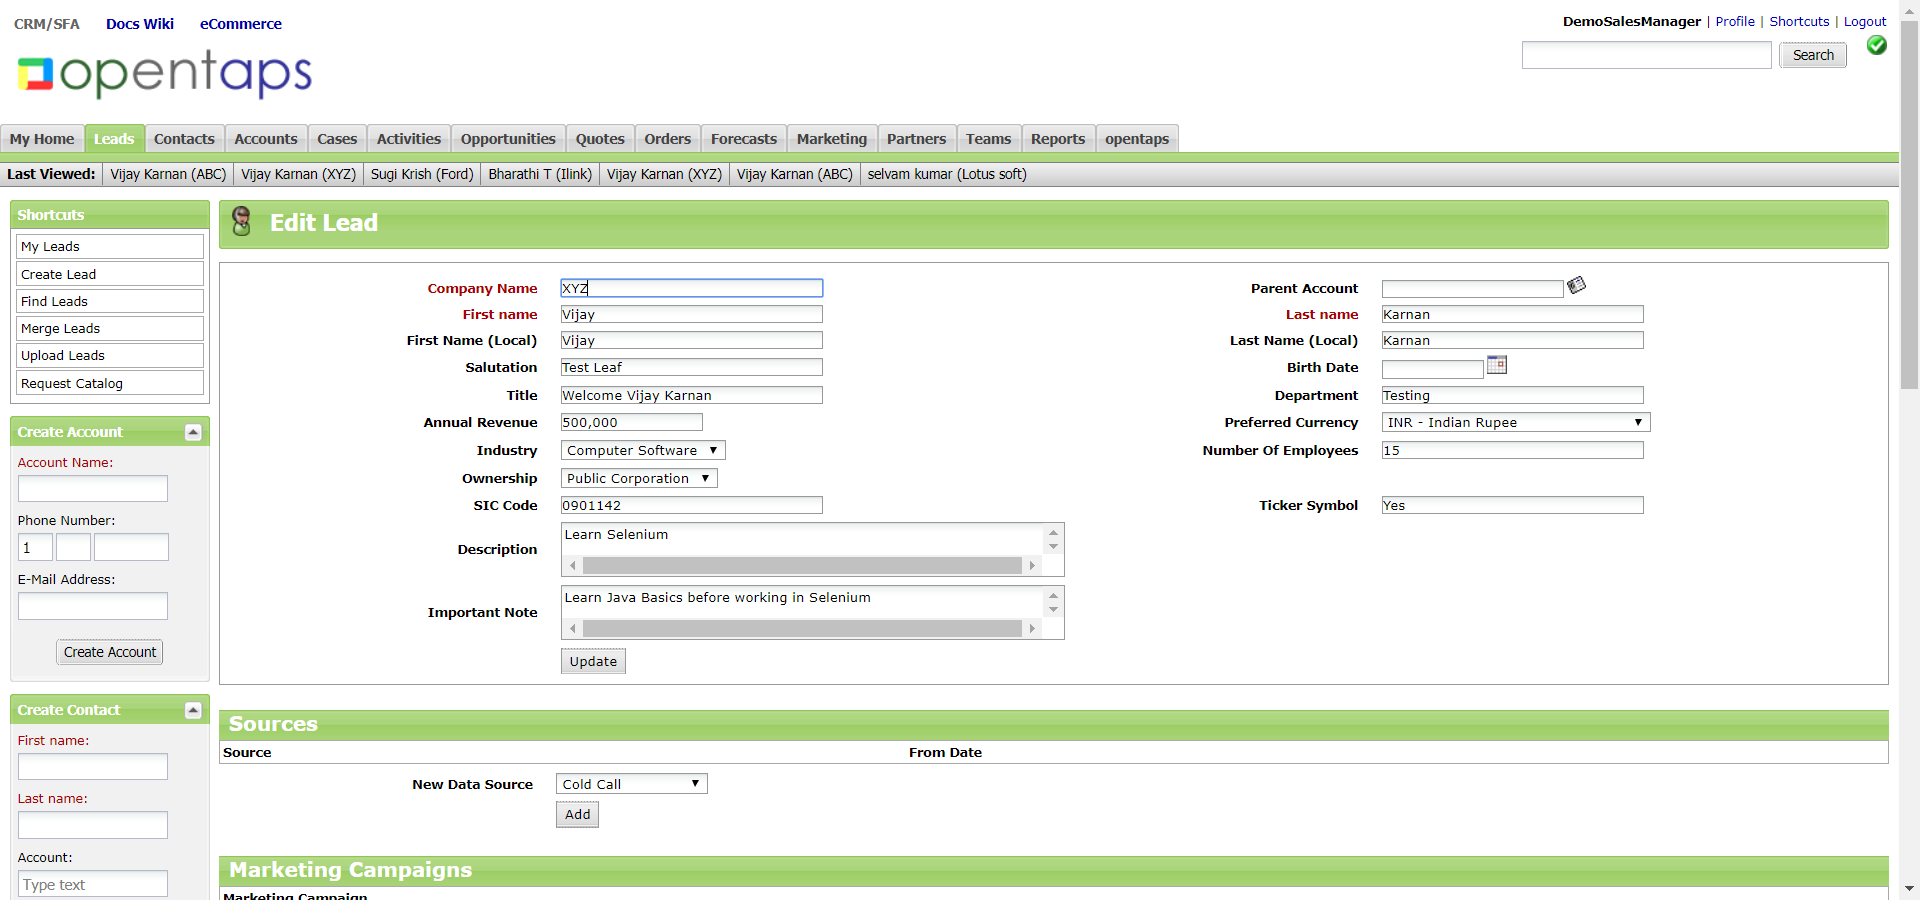 CRM/SFA Docs Wiki eCommerce
DemoSalesManager | Profile | Shortcuts | Logout
opentaps
Search
My Home Leads Contacts Accounts Cases Activities Opportunities Quotes Orders Forecasts Marketing Partners Teams Reports opentaps
Last Viewed: Vijay Karnan (ABC) Vijay Karnan (XYZ) Sugi Krish (Ford) Bharathi T (Ilink) Vijay Karnan (XYZ) Vijay Karnan (ABC) selvam kumar (Lotus soft)
Shortcuts
My Leads
Create Lead
Find Leads
Merge Leads
Upload Leads
Request Catalog
Create Account
Account Name:
Phone Number:
1
E-Mail Address:
Create Account
Create Contact
First name:
Last name:
Account:
Type text
Edit Lead
Company Name XYZ Parent Account
First name Vijay Last name Karnan
First Name (Local) Vijay Last Name (Local) Karnan
Salutation Test Leaf Birth Date
Title Welcome Vijay Karnan Department Testing
Annual Revenue 500,000 Preferred Currency INR - Indian Rupee
Industry Computer Software Number Of Employees 15
Ownership Public Corporation
SIC Code 0901142 Ticker Symbol Yes
Description Learn Selenium
Important Note Learn Java Basics before working in Selenium
Update
Sources
Source From Date
New Data Source Cold Call
Add
Marketing Campaigns
Marketing Campaign